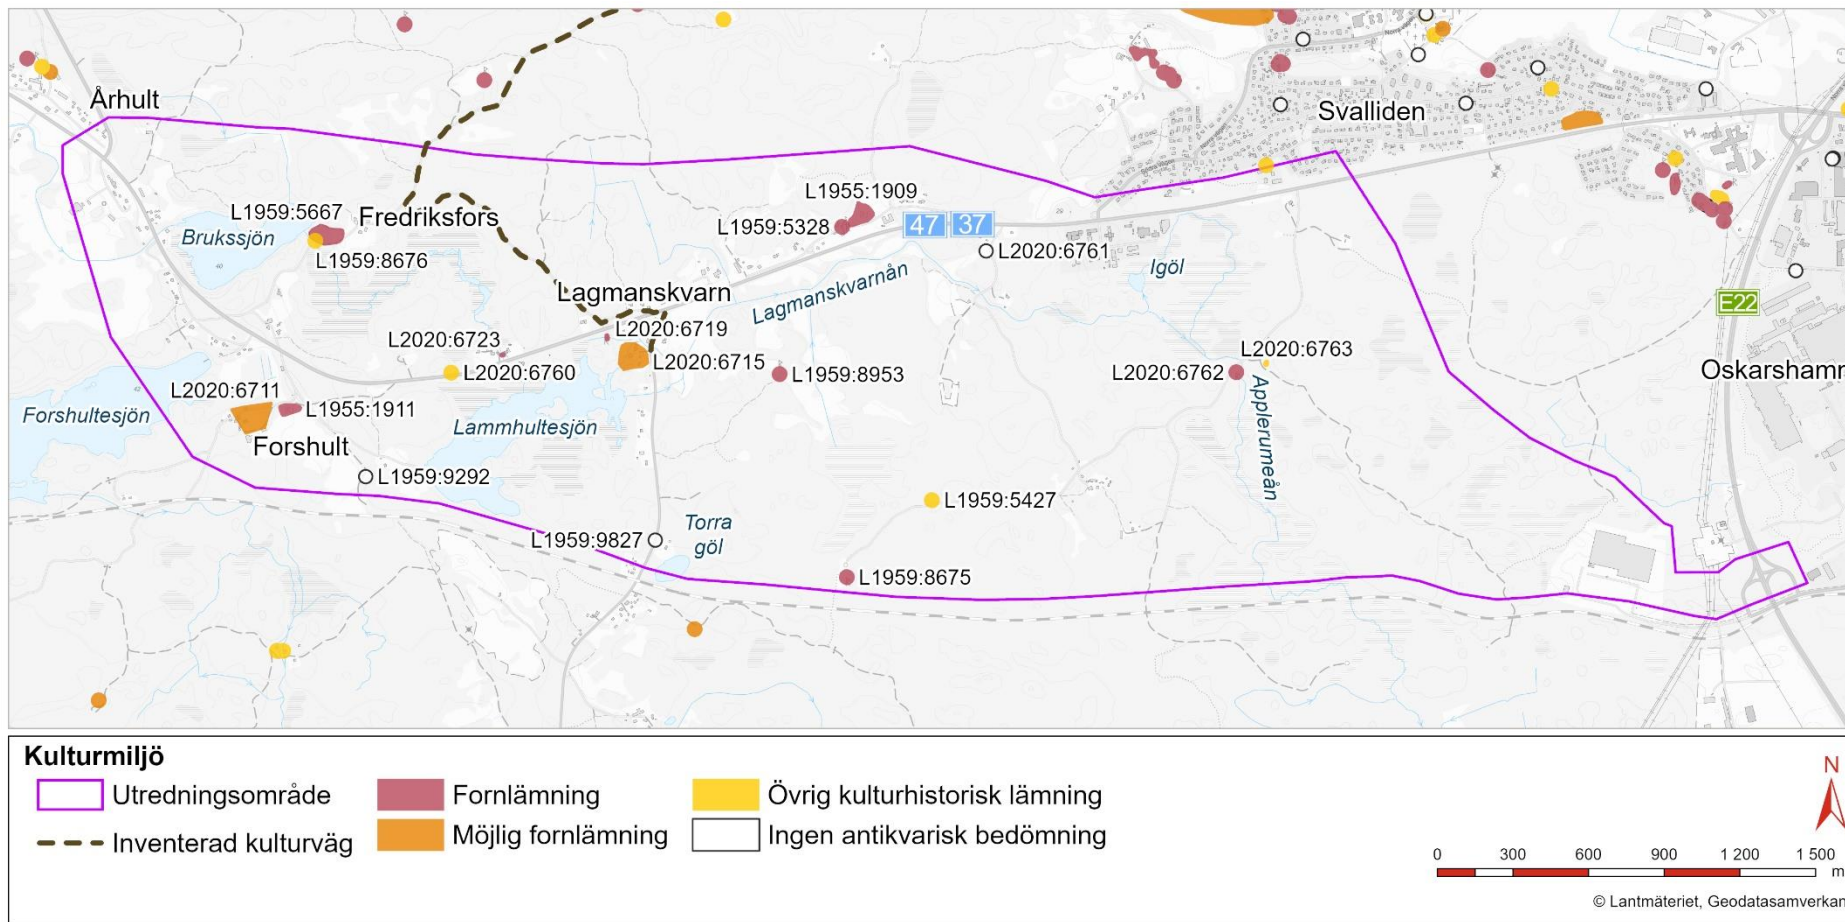 Århult
Svalliden
L1955:1909
L1959:5667
Fredriksfors
L1959:5328
47
37
Brukssjön
L2020:6761
L1959:8676
Igöl
Lagmanskvarnån
Lagmanskvarn
E22
L2020:6719
L2020:6723
L2020:6715
L2020:6763
L2020:6760
L1959:8953
L2020:6762
Oskarshamn
L2020:6711
L1955:1911
Forshultesjön
Lammhultesjön
Applerumeån
Forshult
L1959:9292
L1959:5427
Torra
göl
L1959:9827
L1959:8675
Kulturmiljö
Utredningsområde
Fornlämning
Övrig kulturhistorisk lämning
Inventerad kulturväg
Möjlig fornlämning
Ingen antikvarisk bedömning
N
0 300 600 900 1 200 1 500
m
© Lantmäteriet, Geodatasamverkan